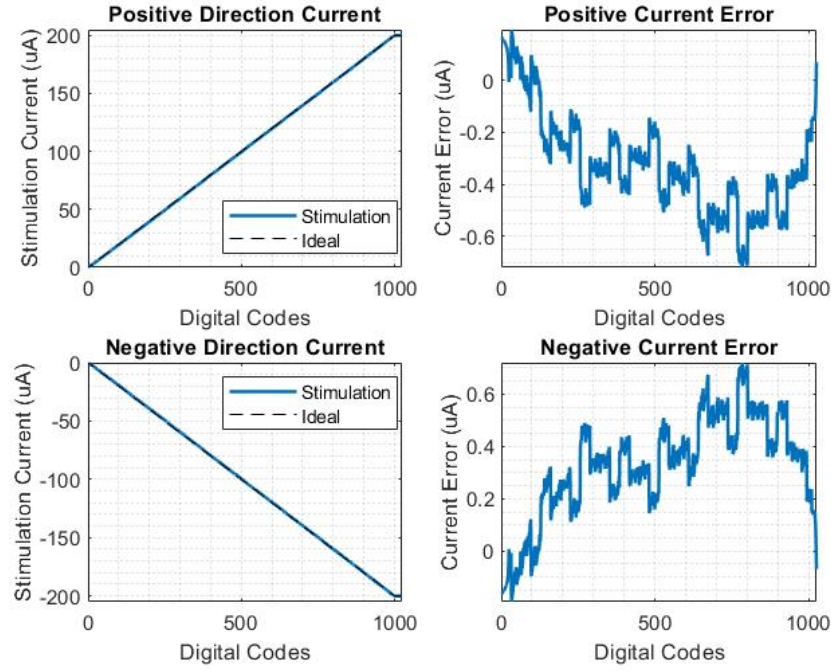 Positive Direction Current
Stimulation Current (uA)
200
150
100
50
0
Stimulation
Ideal
0
500
1000
Digital Codes
Positive Current Error
Current Error (uA)
0
-0.2
-0.4
-0.6
0
500
1000
Digital Codes
Negative Direction Current
Stimulation Current (uA)
0
-50
-100
-150
-200
Stimulation
Ideal
0
500
1000
Digital Codes
Negative Current Error
Current Error (uA)
0.6
0.4
0.2
0
0
500
1000
Digital Codes